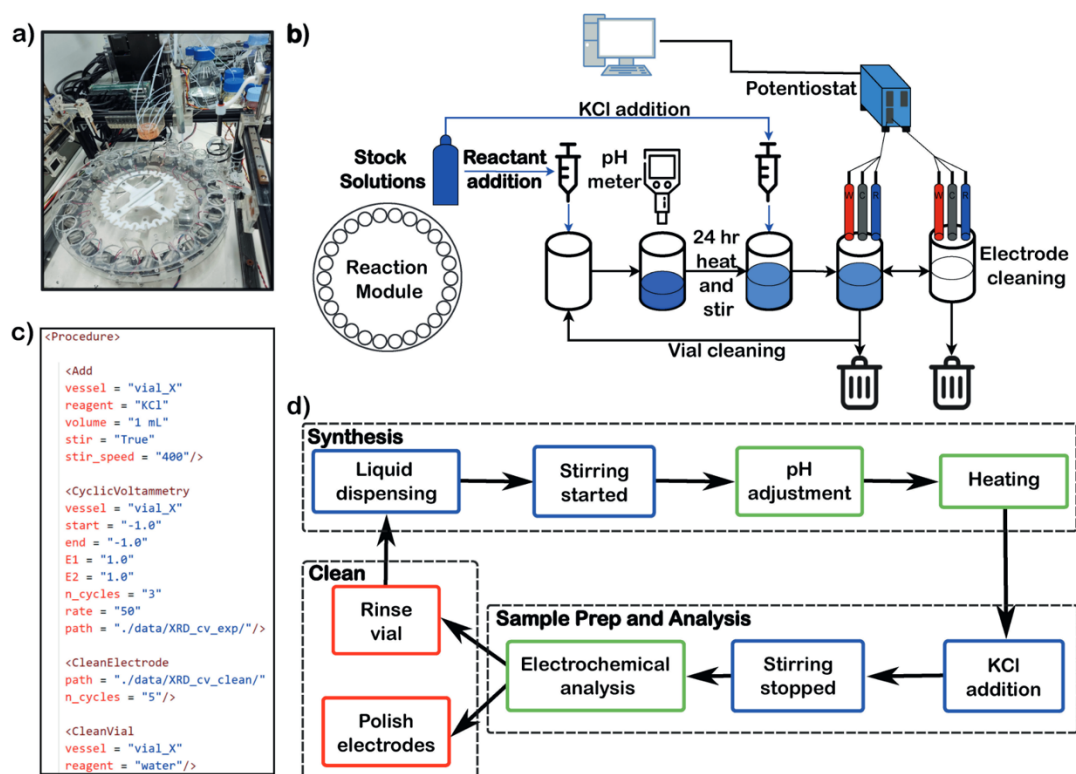 a)
b)
Potentiostat
KCl addition
Stock
Solutions
Reactant
addition
pH
meter
W
C
R
W
C
R
Reaction
Module
24 hr
heat
and
stir
Electrode
cleaning
Vial cleaning
c)
<Procedure>
<Add
vessel = "vial_X"
reagent = "KCl"
volume = "1 mL"
stir = "True"
stir_speed = "400"/>
<CyclicVoltammetry
vessel = "vial_X"
start = "-1.0"
end = "-1.0"
E1 = "1.0"
E2 = "1.0"
n_cycles = "3"
rate = "50"
path = "./data/XRD_cv_exp/"/>
<CleanElectrode
path = "./data/XRD_cv_clean/"
n_cycles = "5"/>
<CleanVial
vessel = "vial_X"
reagent = "water"/>
d)
Synthesis
Liquid
dispensing
Stirring
started
pH
adjustment
Heating
Clean
Rinse
vial
Polish
electrodes
Sample Prep and Analysis
Electrochemical
analysis
Stirring
stopped
KCl
addition